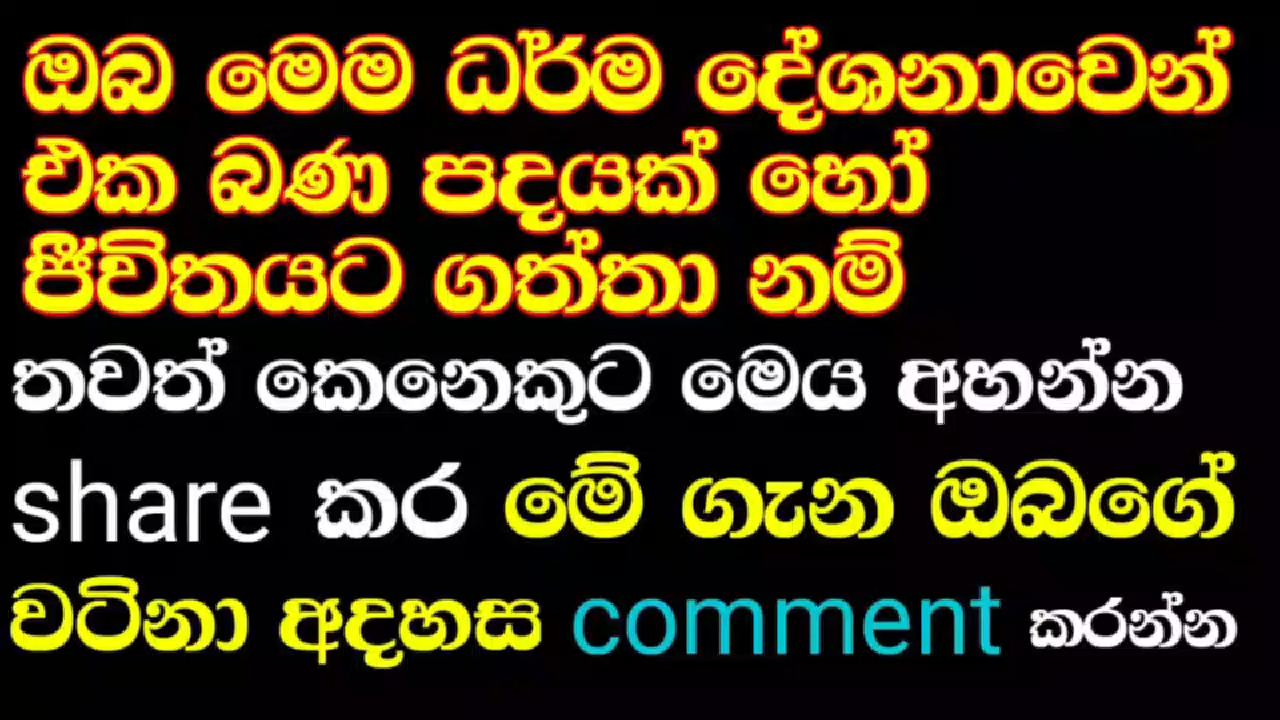 ඔබ මෙම ධර්ම දේශනාවෙන්
එක බණ පදයක් හෝ
ජීවිතයට ගත්තා නම්
තවත් කෙනෙකුට මෙය අහන්න
share කර මේ ගැන ඔබගේ
වටිනා අදහස comment කරන්න